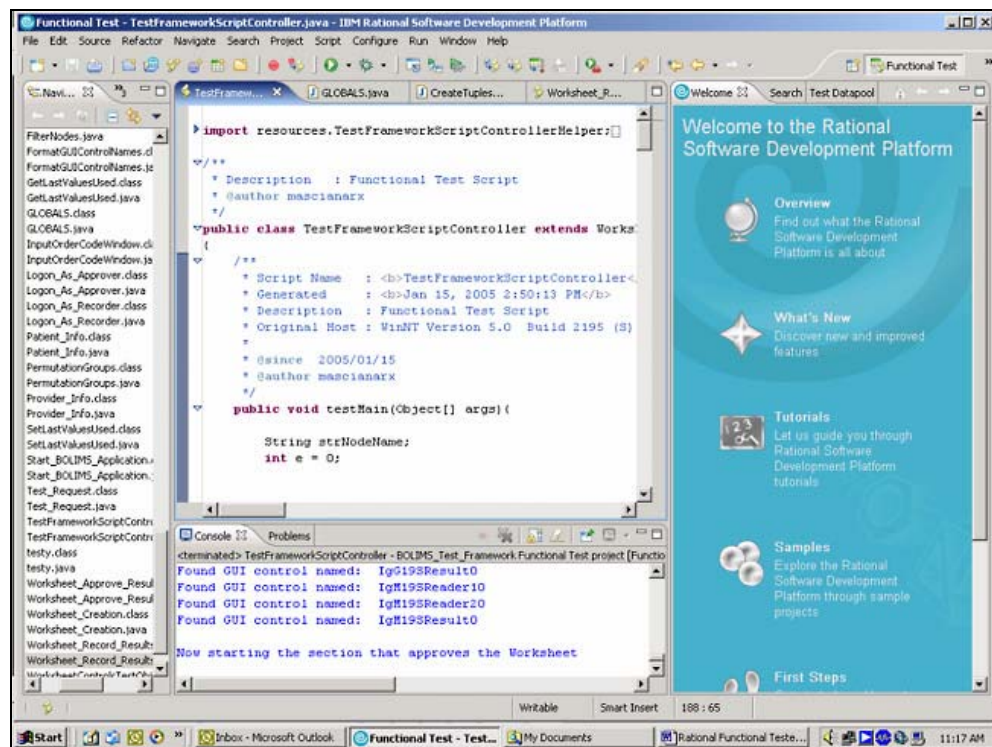 Functional Test - TestFrameworkScriptController.java - IBM Rational Software Development Platform
File Edit Source Refactor Navigate Search Project Script Configure Run Window Help
Functional Test
Navi...
TestFramew...
GLOBALS.java
CreateTuples...
Worksheet_R...
Welcome
Search
Test Datapool
FilterNodes.java
FormatGUIControlNames.cl
FormatGUIControlNames.ja
GetLastValuesUsed.class
GetLastValuesUsed.java
GLOBALS.class
GLOBALS.java
InputOrderCodeWindow.cl
InputOrderCodeWindow.ja
Logon_As_Approver.class
Logon_As_Approver.java
Logon_As_Recorder.class
Logon_As_Recorder.java
Patient_Info.class
Patient_Info.java
PermutationGroups.class
PermutationGroups.java
Provider_Info.class
Provider_Info.java
SetLastValuesUsed.class
SetLastValuesUsed.java
Start_BOLIMS_Application.
Start_BOLIMS_Application.
Test_Request.class
Test_Request.java
TestFrameworkScriptContr
TestFrameworkScriptContr
testy.class
testy.java
Worksheet_Approve_Resul
Worksheet_Approve_Resul
Worksheet_Creation.class
Worksheet_Creation.java
Worksheet_Record_Results
Worksheet_Record_Results
import resources.TestFrameworkScriptControllerHelper;
/**
* Description : Functional Test Script
* @author mascianarx
*/
public class TestFrameworkScriptController extends Works
{
/**
* Script Name : <b>TestFrameworkScriptController<
* Generated : <b>Jan 15, 2005 2:50:13 PM</b>
* Description : Functional Test Script
* Original Host : WinNT Version 5.0 Build 2195 (S)
*
* @since 2005/01/15
* @author mascianarx
*/
public void testMain(Object[] args){
String strNodeName;
int e = 0;
Console
Problems
<terminated> TestFrameworkScriptController - BOLIMS_Test_Framework Functional Test project [Functio
Found GUI control named: IgG19SResult0
Found GUI control named: IgM19SReader10
Found GUI control named: IgM19SReader20
Found GUI control named: IgM19SResult0
Now starting the section that approves the Worksheet
Welcome to the Rational
Software Development Platform
Overview
Find out what the Rational
Software Development
Platform is all about
What's New
Discover new and improved
features
Tutorials
Let us guide you through
Rational Software
Development Platform
tutorials
Samples
Explore the Rational
Software Development
Platform through sample
projects
First Steps
Writable
Smart Insert
188 : 65
Start
Inbox - Microsoft Outlook
Functional Test - Test...
My Documents
Rational Functional Teste...
11:17 AM